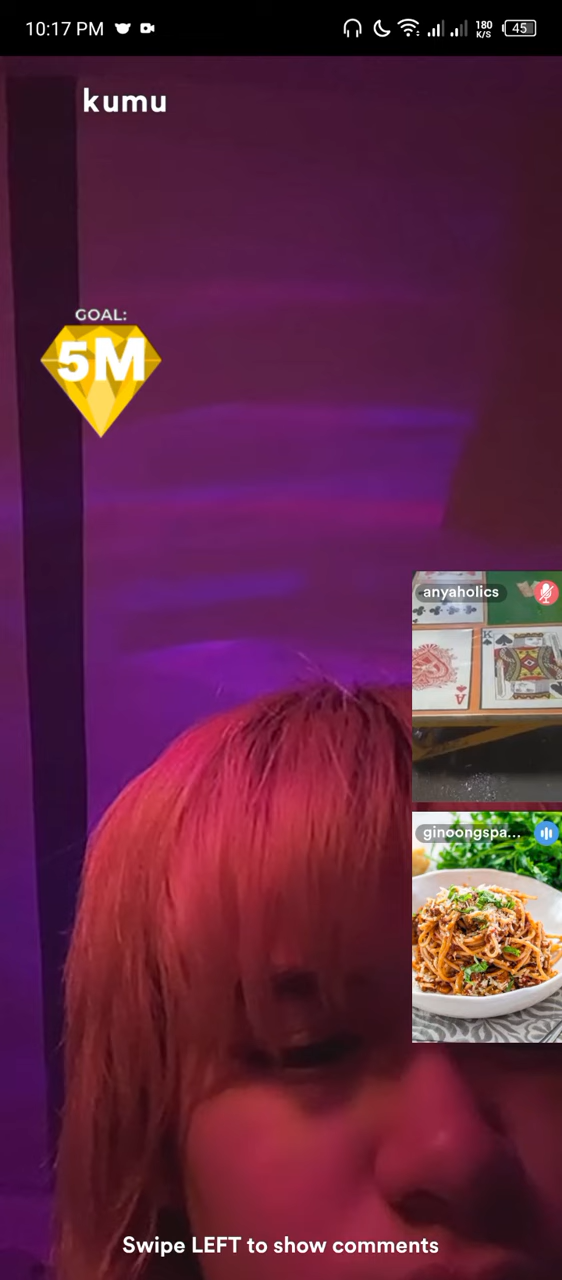 10:17 PM
180
K/S
45
kumu
GOAL:
5M
anyaholics
A
K
ginoongspa...
Swipe LEFT to show comments